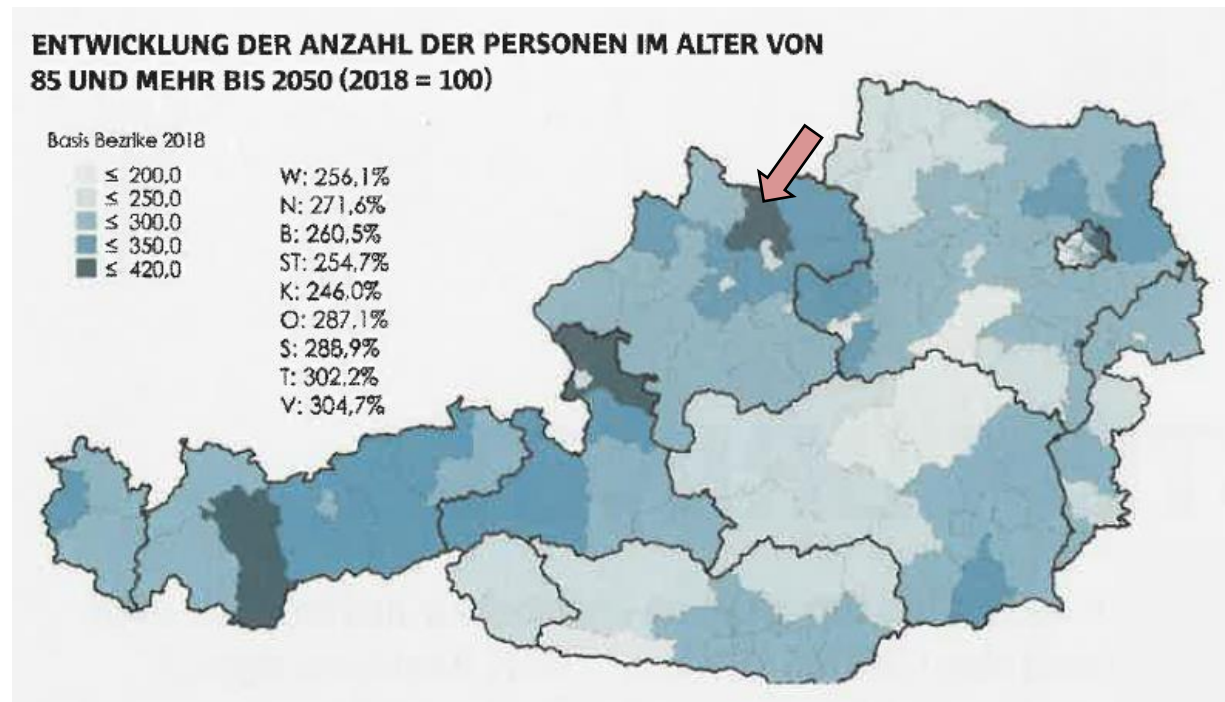 ENTWICKLUNG DER ANZAHL DER PERSONEN IM ALTER VON
85 UND MEHR BIS 2050 (2018 = 100)
Basis Bezrike 2018
≤ 200,0
≤ 250,0
≤ 300,0
≤ 350,0
≤ 420,0
W: 256,1%
N: 271,6%
B: 260,5%
ST: 254,7%
K: 246,0%
O: 287,1%
S: 288,9%
T: 302,2%
V: 304,7%